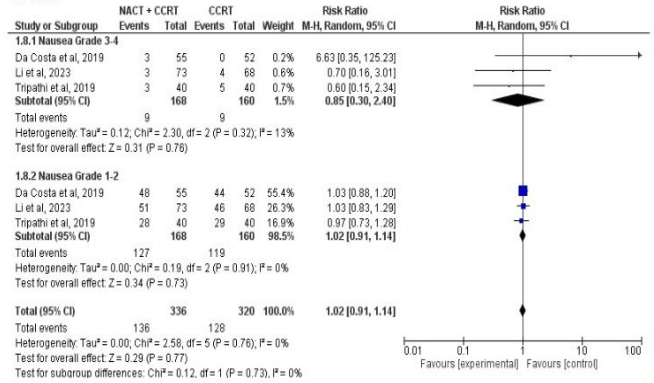 NACT + CCRT CCRT Risk Ratio Risk Ratio
Study or Subgroup Events Total Events Total Weight M-H, Random, 95% CI M-H, Random, 95% CI
1.8.1 Nausea Grade 3-4
Da Costa et al, 2019 3 55 0 52 0.2% 6.63 [0.35, 125.23]
Li et al, 2023 3 73 4 68 0.6% 0.70 [0.16, 3.01]
Tripathi et al, 2019 3 40 5 40 0.7% 0.60 [0.15, 2.34]
Subtotal (95% CI) 168 160 1.5% 0.85 [0.30, 2.40]
Total events 9 9
Heterogeneity: Tau² = 0.12; Chi² = 2.30, df = 2 (P = 0.32); I² = 13%
Test for overall effect: Z = 0.31 (P = 0.76)
1.8.2 Nausea Grade 1-2
Da Costa et al, 2019 48 55 44 52 55.4% 1.03 [0.88, 1.20]
Li et al, 2023 51 73 46 68 26.3% 1.03 [0.83, 1.29]
Tripathi et al, 2019 28 40 29 40 16.9% 0.97 [0.73, 1.28]
Subtotal (95% CI) 168 160 98.5% 1.02 [0.91, 1.14]
Total events 127 119
Heterogeneity: Tau² = 0.00; Chi² = 0.19, df = 2 (P = 0.91); I² = 0%
Test for overall effect: Z = 0.34 (P = 0.73)
Total (95% CI) 336 320 100.0% 1.02 [0.91, 1.14]
Total events 136 128
Heterogeneity: Tau² = 0.00; Chi² = 2.58, df = 5 (P = 0.76); I² = 0%
Test for overall effect: Z = 0.29 (P = 0.77)
Test for subgroup differences: Chi² = 0.12, df = 1 (P = 0.73), I² = 0%
0.01 0.1 1 10 100
Favours [experimental] Favours [control]